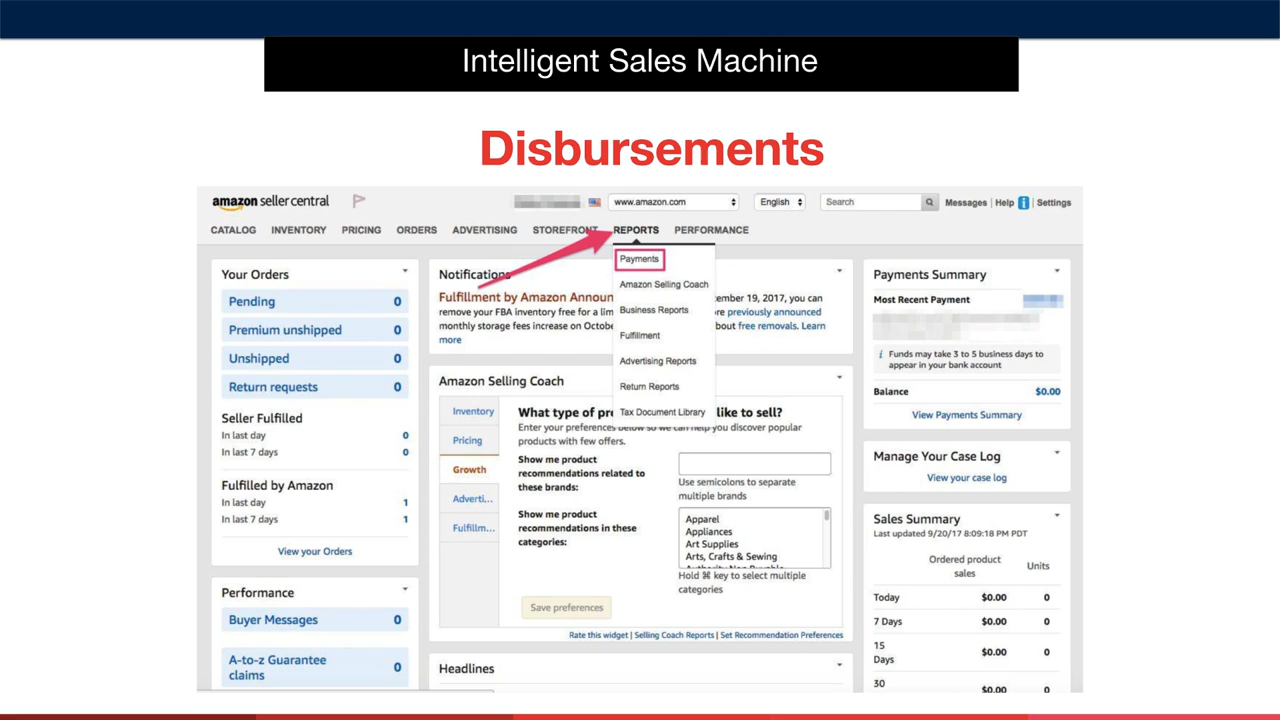 Intelligent Sales Machine
Disbursements
amazon seller central
www.amazon.com
English
Search
Messages | Help | Settings
CATALOG INVENTORY PRICING ORDERS ADVERTISING STOREFRONT REPORTS PERFORMANCE
Payments
Amazon Selling Coach
Business Reports
Fulfillment
Advertising Reports
Return Reports
Tax Document Library
Your Orders
Pending 0
Premium unshipped 0
Unshipped 0
Return requests 0
Seller Fulfilled
In last day 0
In last 7 days 0
Fulfilled by Amazon
In last day 1
In last 7 days 1
View your Orders
Performance
Buyer Messages 0
A-to-z Guarantee
claims 0
Notifications
Fulfillment by Amazon Announ
ember 19, 2017, you can
remove your FBA inventory free for a lim
re previously announced
monthly storage fees increase on Octobe
bout free removals. Learn
more
Amazon Selling Coach
Inventory
Pricing
Growth
Adverti...
Fulfillm...
What type of pro like to sell?
Enter your preferences below so we can help you discover popular
products with few offers.
Show me product
recommendations related to
these brands:
Use semicolons to separate
multiple brands
Show me product
recommendations in these
categories:
Apparel
Appliances
Art Supplies
Arts, Crafts & Sewing
Hold ⌘ key to select multiple
categories
Save preferences
Rate this widget | Selling Coach Reports | Set Recommendation Preferences
Headlines
Payments Summary
Most Recent Payment
i Funds may take 3 to 5 business days to
appear in your bank account
Balance $0.00
View Payments Summary
Manage Your Case Log
View your case log
Sales Summary
Last updated 9/20/17 8:09:18 PM PDT
Ordered product
sales
Units
Today $0.00 0
7 Days $0.00 0
15
Days $0.00 0
30
$0.00 0